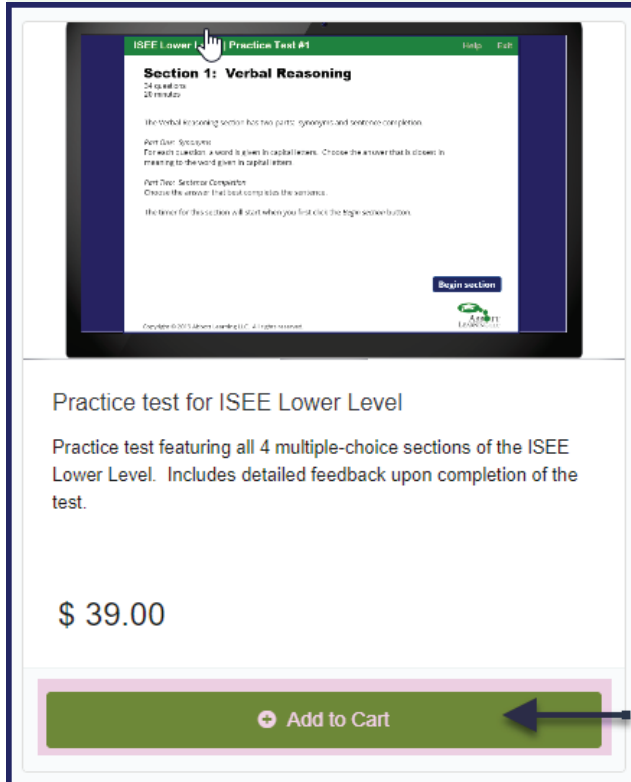 ISEE Lower L | Practice Test #1
Help Exit
Section 1: Verbal Reasoning
34 questions
20 minutes
The Verbal Reasoning section has two parts: synonyms and sentence completion.
Part One: Synonyms
For each question, a word is given in capital letters. Choose the answer that is closest in
meaning to the word given in capital letters.
Part Two: Sentence Completion
Choose the answer that best completes the sentence.
The timer for this section will start when you first click the Begin section button.
Begin section
Learning LLC. All rights reserved.
Practice test for ISEE Lower Level
Practice test featuring all 4 multiple-choice sections of the ISEE
Lower Level. Includes detailed feedback upon completion of the
test.
$ 39.00
Add to Cart